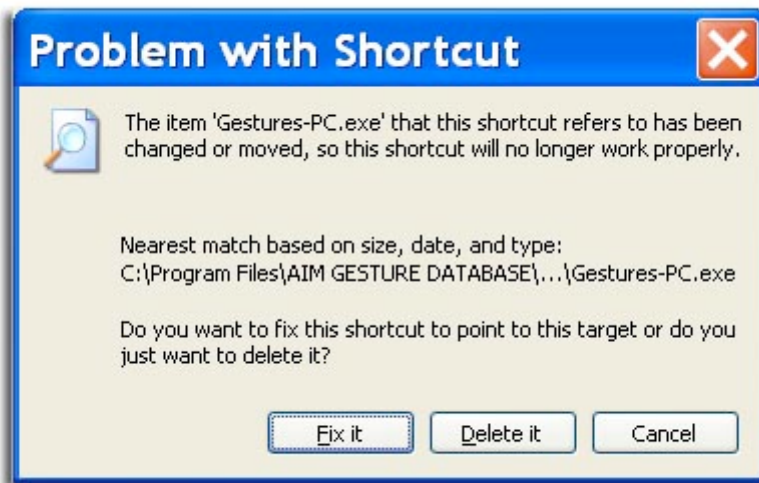 Problem with Shortcut
The item 'Gestures-PC.exe' that this shortcut refers to has been
changed or moved, so this shortcut will no longer work properly.
Nearest match based on size, date, and type:
C:\Program Files\AIM GESTURE DATABASE\...\Gestures-PC.exe
Do you want to fix this shortcut to point to this target or do you
just want to delete it?
Fix it Delete it Cancel